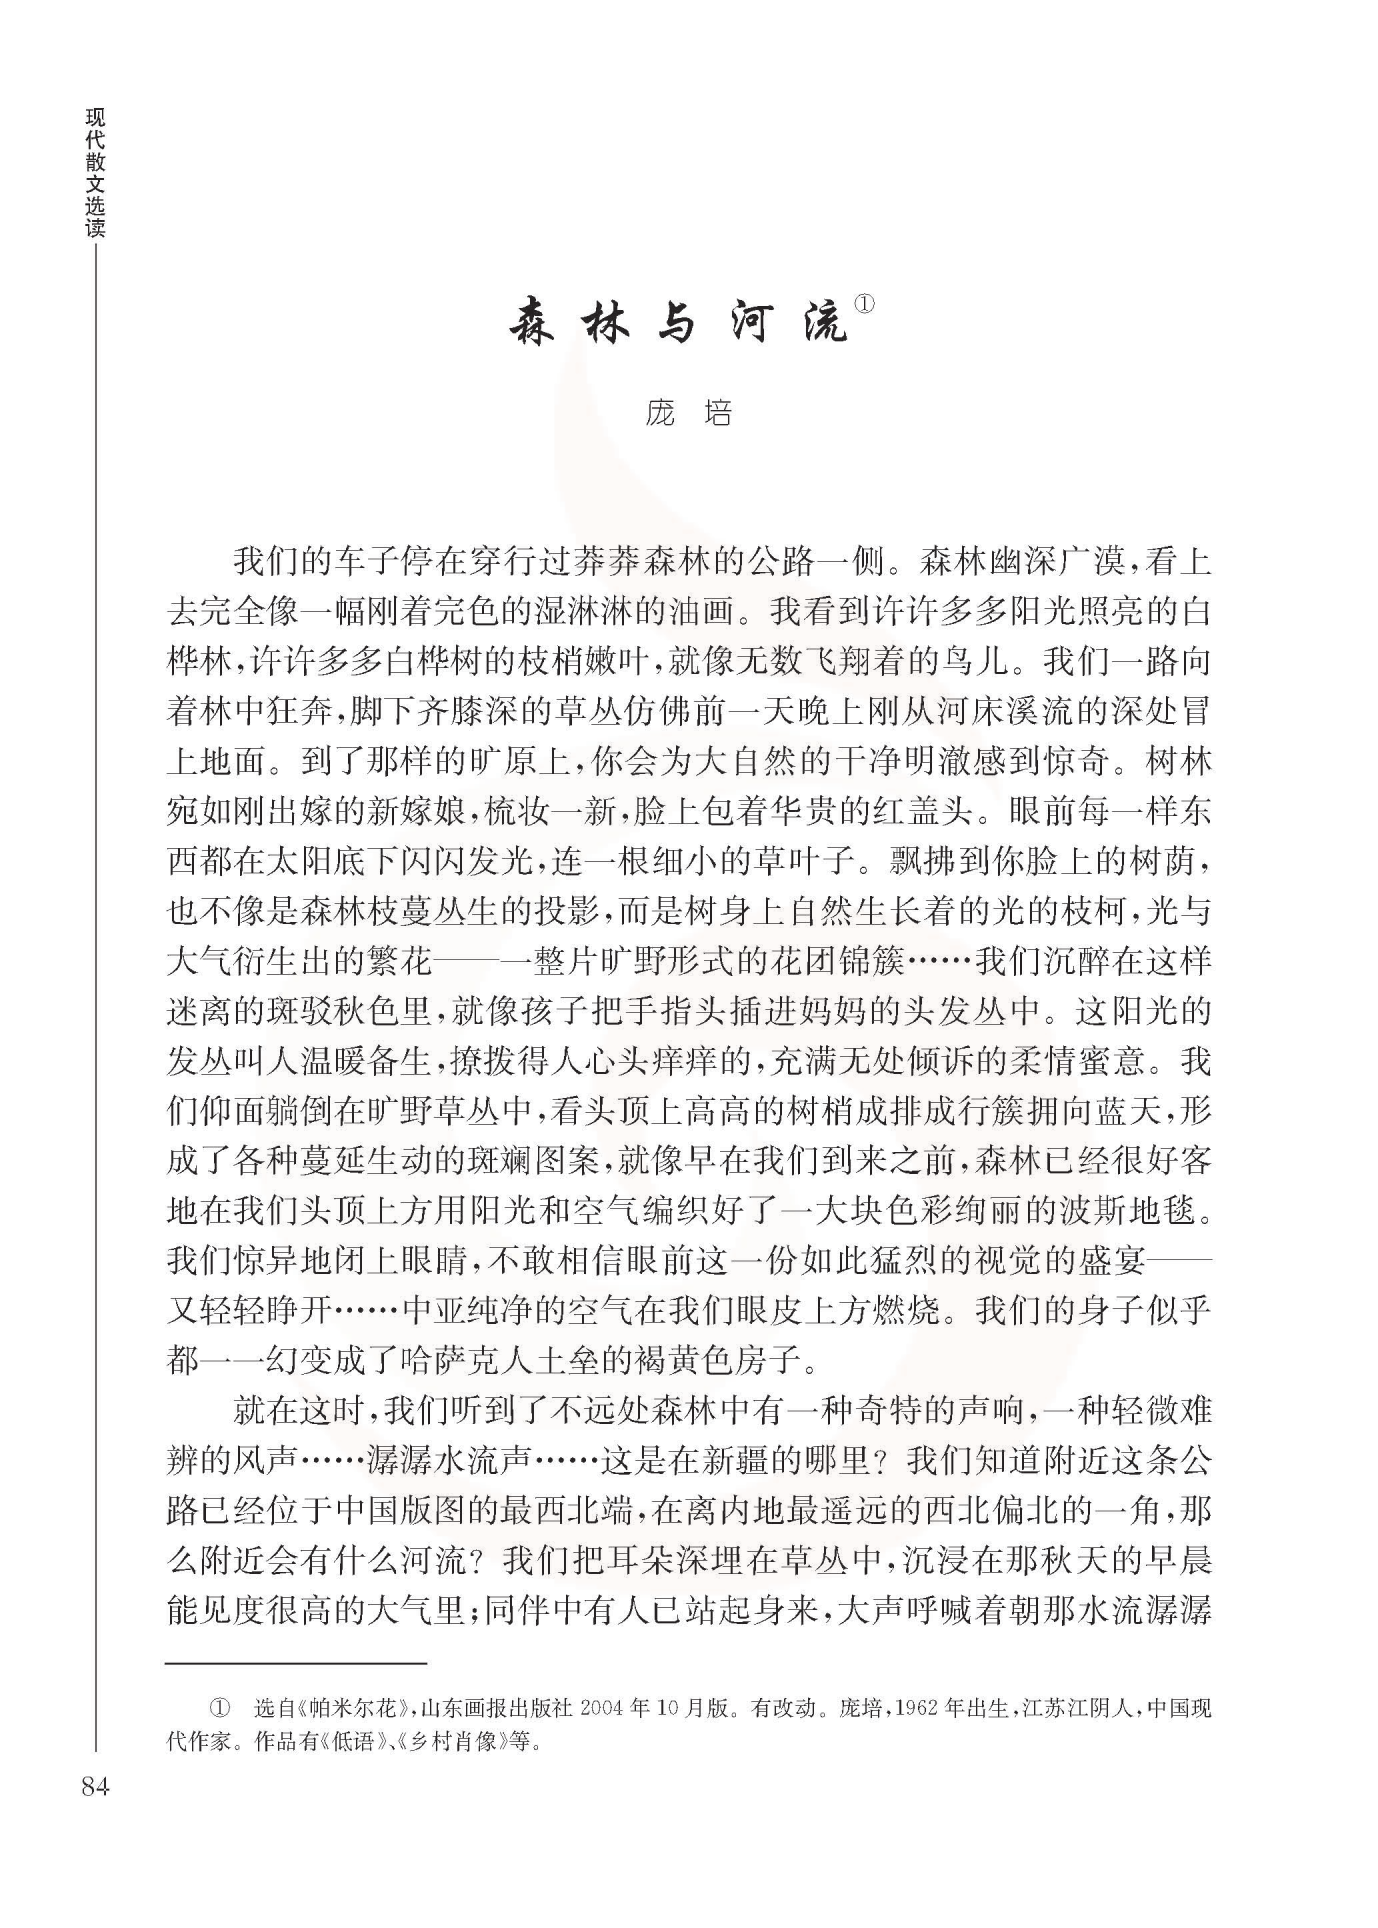 现代散文选读
森林与河流①
庞 培
我们的车子停在穿行过莽莽森林的公路一侧。森林幽深广漠,看上
去完全像一幅刚着完色的湿淋淋的油画。我看到许许多多阳光照亮的白
桦林,许许多多白桦树的枝梢嫩叶,就像无数飞翔着的鸟儿。我们一路向
着林中狂奔,脚下齐膝深的草丛仿佛前一天晚上刚从河床溪流的深处冒
上地面。到了那样的旷原上,你会为大自然的干净明澈感到惊奇。树林
宛如刚出嫁的新嫁娘,梳妆一新,脸上包着华贵的红盖头。眼前每一样东
西都在太阳底下闪闪发光,连一根细小的草叶子。飘拂到你脸上的树荫,
也不像是森林枝蔓丛生的投影,而是树身上自然生长着的光的枝柯,光与
大气衍生出的繁花——一整片旷野形式的花团锦簇……我们沉醉在这样
迷离的斑驳秋色里,就像孩子把手指头插进妈妈的头发丛中。这阳光的
发丛叫人温暖备生,撩拨得人心头痒痒的,充满无处倾诉的柔情蜜意。我
们仰面躺倒在旷野草丛中,看头顶上高高的树梢成排成行簇拥向蓝天,形
成了各种蔓延生动的斑斓图案,就像早在我们到来之前,森林已经很好客
地在我们头顶上方用阳光和空气编织好了一大块色彩绚丽的波斯地毯。
我们惊异地闭上眼睛,不敢相信眼前这一份如此猛烈的视觉的盛宴——
又轻轻睁开……中亚纯净的空气在我们眼皮上方燃烧。我们的身子似乎
都一一幻变成了哈萨克人土垒的褐黄色房子。
就在这时,我们听到了不远处森林中有一种奇特的声响,一种轻微难
辨的风声……潺潺水流声……这是在新疆的哪里?我们知道附近这条公
路已经位于中国版图的最西北端,在离内地最遥远的西北偏北的一角,那
么附近会有什么河流?我们把耳朵深埋在草丛中,沉浸在那秋天的早晨
能见度很高的大气里;同伴中有人已站起身来,大声呼喊着朝那水流潺潺
① 选自《帕米尔花》,山东画报出版社 2004 年 10 月版。有改动。庞培,1962 年出生,江苏江阴人,中国现
代作家。作品有《低语》、《乡村肖像》等。
84